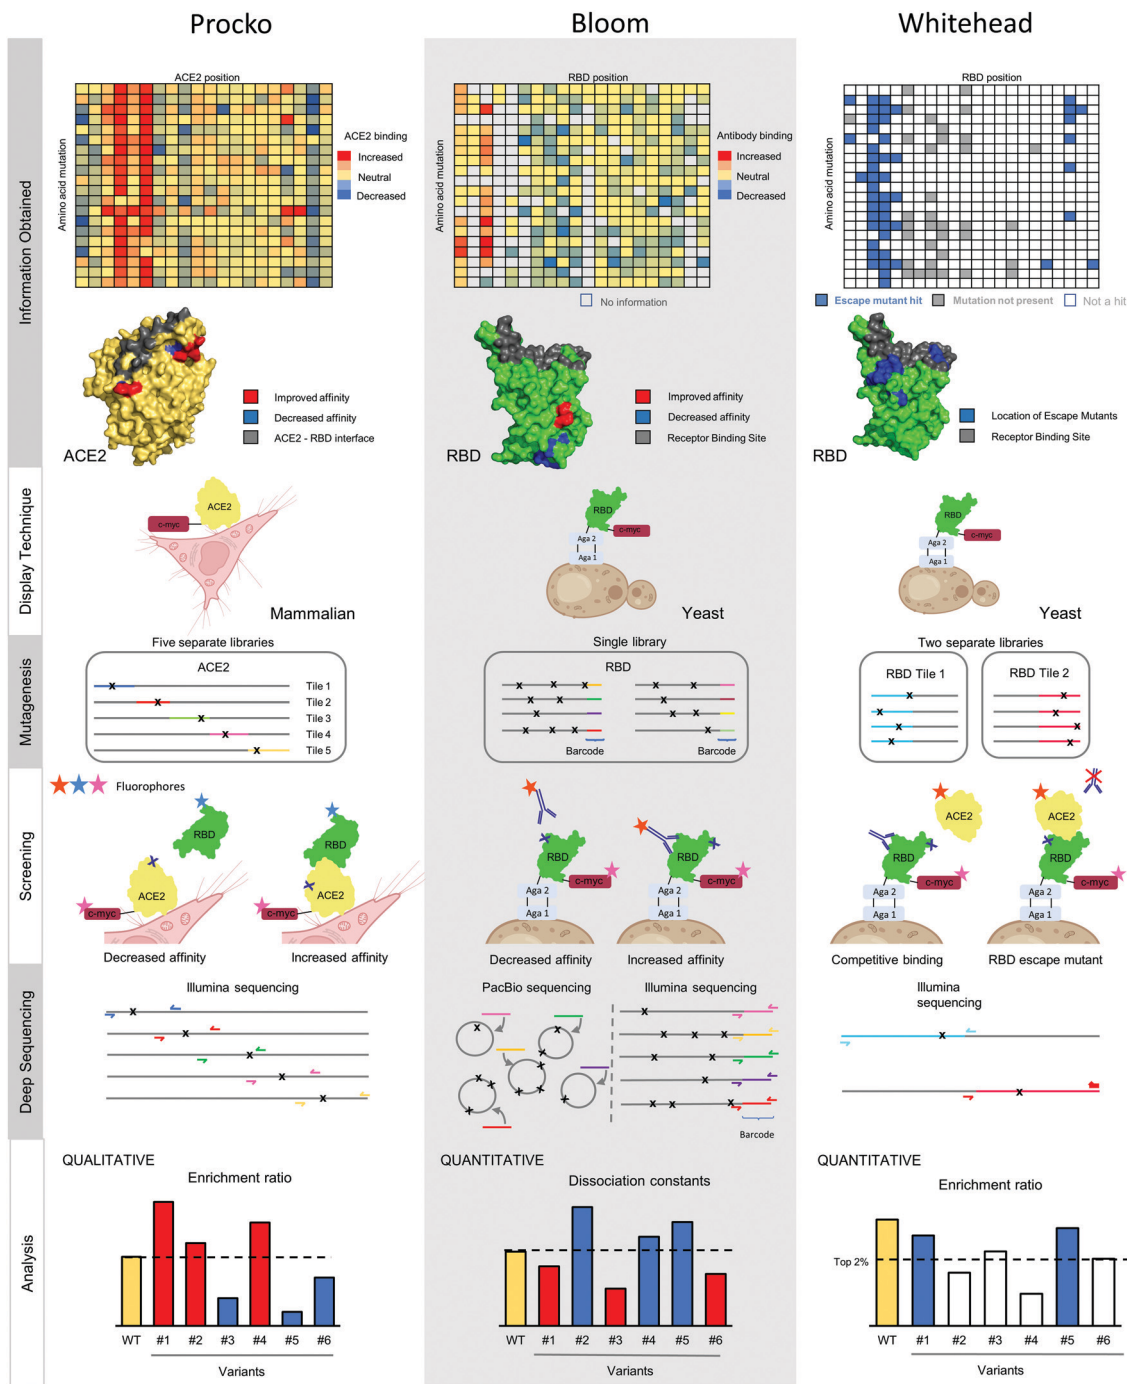 Procko
Bloom
Whitehead
Information Obtained
ACE2 position
Amino acid mutation
ACE2 binding
Increased
Neutral
Decreased
RBD position
Amino acid mutation
Antibody binding
Increased
Neutral
Decreased
No information
RBD position
Amino acid mutation
Escape mutant hit
Mutation not present
Not a hit
Improved affinity
Decreased affinity
ACE2 - RBD interface
ACE2
Improved affinity
Decreased affinity
Receptor Binding Site
RBD
Location of Escape Mutants
Receptor Binding Site
RBD
Display Technique
ACE2
c-myc
Mammalian
RBD
c-myc
Aga 2
Aga 1
Yeast
RBD
c-myc
Aga 2
Aga 1
Yeast
Mutagenesis
Five separate libraries
ACE2
Tile 1
Tile 2
Tile 3
Tile 4
Tile 5
Single library
RBD
Barcode
Barcode
Two separate libraries
RBD Tile 1
RBD Tile 2
Screening
Fluorophores
RBD
ACE2
c-myc
Decreased affinity
RBD
ACE2
c-myc
Increased affinity
RBD
c-myc
Aga 2
Aga 1
Decreased affinity
RBD
c-myc
Aga 2
Aga 1
Increased affinity
ACE2
RBD
c-myc
Aga 2
Aga 1
Competitive binding
ACE2
RBD
c-myc
Aga 2
Aga 1
RBD escape mutant
Deep Sequencing
Illumina sequencing
PacBio sequencing
Illumina sequencing
Barcode
Illumina
sequencing
Analysis
QUALITATIVE
Enrichment ratio
WT #1 #2 #3 #4 #5 #6
Variants
QUANTITATIVE
Dissociation constants
WT #1 #2 #3 #4 #5 #6
Variants
QUANTITATIVE
Enrichment ratio
Top 2%
WT #1 #2 #3 #4 #5 #6
Variants